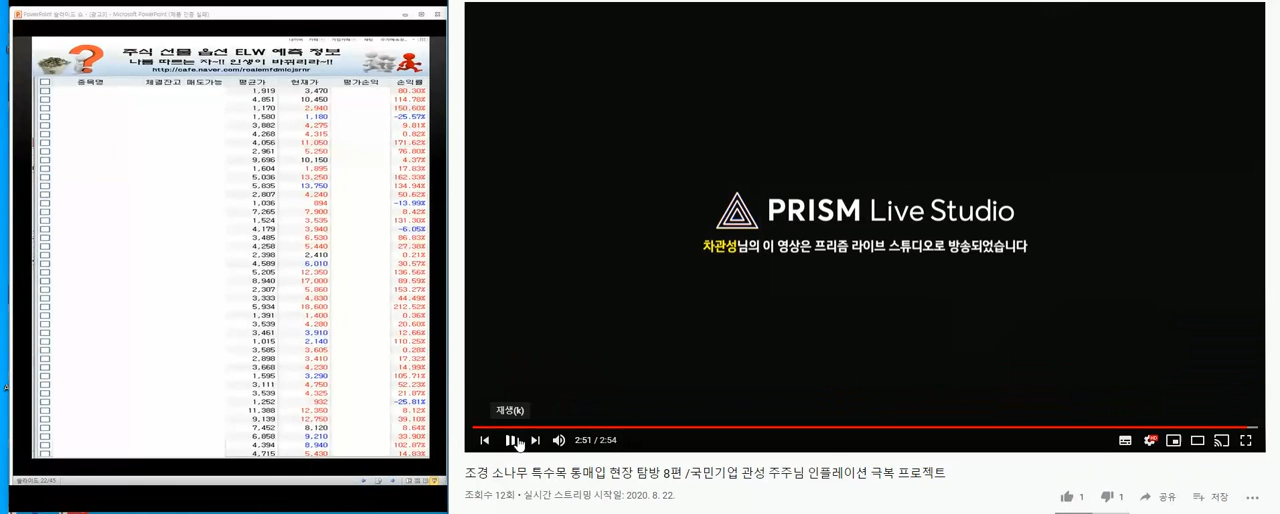 PowerPoint 슬라이드 쇼 - [광고3] - Microsoft PowerPoint (제품 인증 실패)
주식 선물 옵션 ELW 예측 정보
나를 따르는 자~!! 인생이 바뀌리라~!!
종목명 체결잔고 매도가능 평균가 현재가 평가손익 손익률
1,919 3,470 80.30%
4,851 10,450 114.78%
1,170 2,940 150.60%
1,580 1,180 -25.57%
3,882 4,275 9.81%
4,268 4,315 0.82%
4,056 11,050 171.62%
2,961 5,250 76.80%
9,696 10,150 4.37%
1,604 1,895 17.83%
5,036 13,250 162.33%
5,835 13,750 134.94%
2,807 4,240 50.62%
1,036 894 -13.99%
7,265 7,900 8.42%
1,524 3,535 131.30%
4,179 3,940 -6.05%
3,485 6,530 86.83%
4,258 5,440 27.38%
2,398 2,410 0.21%
4,589 6,010 30.57%
5,205 12,350 136.56%
8,940 17,000 89.59%
2,307 5,860 153.27%
3,333 4,830 44.49%
5,934 18,600 212.52%
1,391 1,400 0.36%
3,539 4,280 20.60%
3,461 3,910 12.66%
1,015 2,140 110.25%
3,585 3,605 0.28%
2,898 3,410 17.32%
3,668 4,230 14.99%
1,595 3,290 105.71%
3,111 4,750 52.23%
3,539 4,325 21.87%
1,252 932 -25.81%
11,388 12,350 8.12%
9,139 12,750 39.10%
7,452 8,120 8.64%
6,858 9,210 33.90%
4,394 8,940 102.87%
4,715 5,430 14.83%
슬라이드 22/45
PRISM Live Studio
차관성님의 이 영상은 프리즘 라이브 스튜디오로 방송되었습니다
재생(k)
2:51 / 2:54
HD
조경 소나무 특수목 통매입 현장 탐방 8편 /국민기업 관성 주주님 인플레이션 극복 프로젝트
조회수 12회 • 실시간 스트리밍 시작일: 2020. 8. 22.
1 1 공유 저장